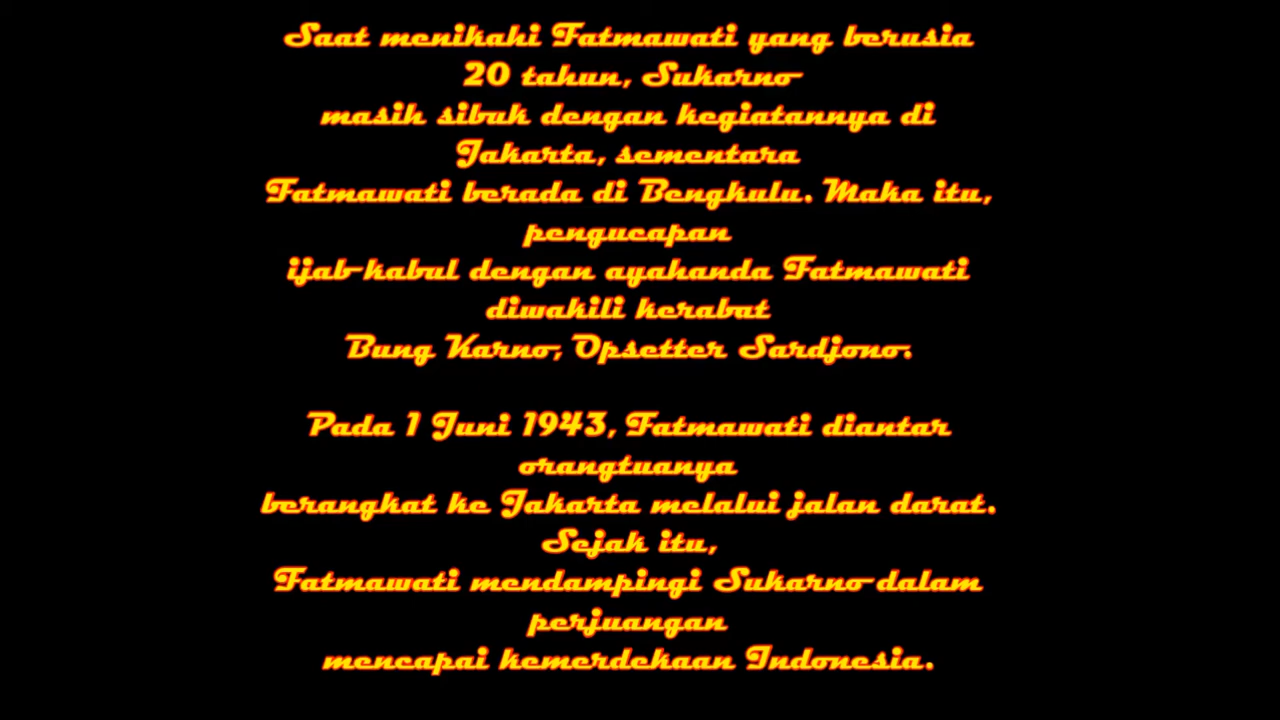 Saat menikahi Fatmawati yang berusia
20 tahun, Sukarno
masih sibuk dengan kegiatannya di
Jakarta, sementara
Fatmawati berada di Bengkulu. Maka itu,
pengucapan
ijab-kabul dengan ayahanda Fatmawati
diwakili kerabat
Bung Karno, Opsetter Sardjono.
Pada 1 Juni 1943, Fatmawati diantar
orangtuanya
berangkat ke Jakarta melalui jalan darat.
Sejak itu,
Fatmawati mendampingi Sukarno dalam
perjuangan
mencapai kemerdekaan Indonesia.